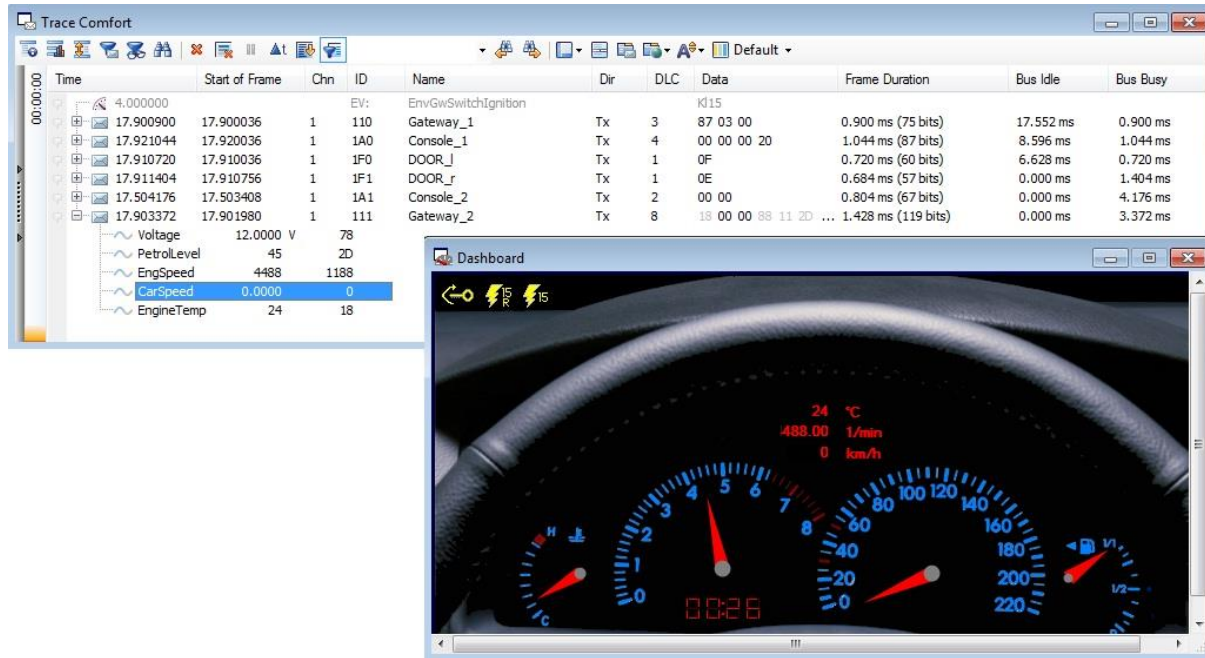 Trace Comfort
Default
Time Start of Frame Chn ID Name Dir DLC Data Frame Duration Bus Idle Bus Busy
00:00:00
4.000000 EV: EnvGwSwitchIgnition Kl15
17.900900 17.900036 1 110 Gateway_1 Tx 3 87 03 00 0.900 ms (75 bits) 17.552 ms 0.900 ms
17.921044 17.920036 1 1A0 Console_1 Tx 4 00 00 00 20 1.044 ms (87 bits) 8.596 ms 1.044 ms
17.910720 17.910036 1 1F0 DOOR_l Tx 1 0F 0.720 ms (60 bits) 6.628 ms 0.720 ms
17.911404 17.910756 1 1F1 DOOR_r Tx 1 0E 0.684 ms (57 bits) 0.000 ms 1.404 ms
17.504176 17.503408 1 1A1 Console_2 Tx 2 00 00 0.804 ms (67 bits) 0.000 ms 4.176 ms
17.903372 17.901980 1 111 Gateway_2 Tx 8 18 00 00 88 11 2D ... 1.428 ms (119 bits) 0.000 ms 3.372 ms
Voltage 12.0000 V 78
PetrolLevel 45 2D
EngSpeed 4488 1188
CarSpeed 0.0000 0
EngineTemp 24 18
Dashboard
15 R 15
24 °C
488.00 1/min
0 km/h
0 1 2 3 4 5 6 7 8
0 20 40 60 80 100 120 140 160 180 200 220
H
C
1/1
1/2
00:26